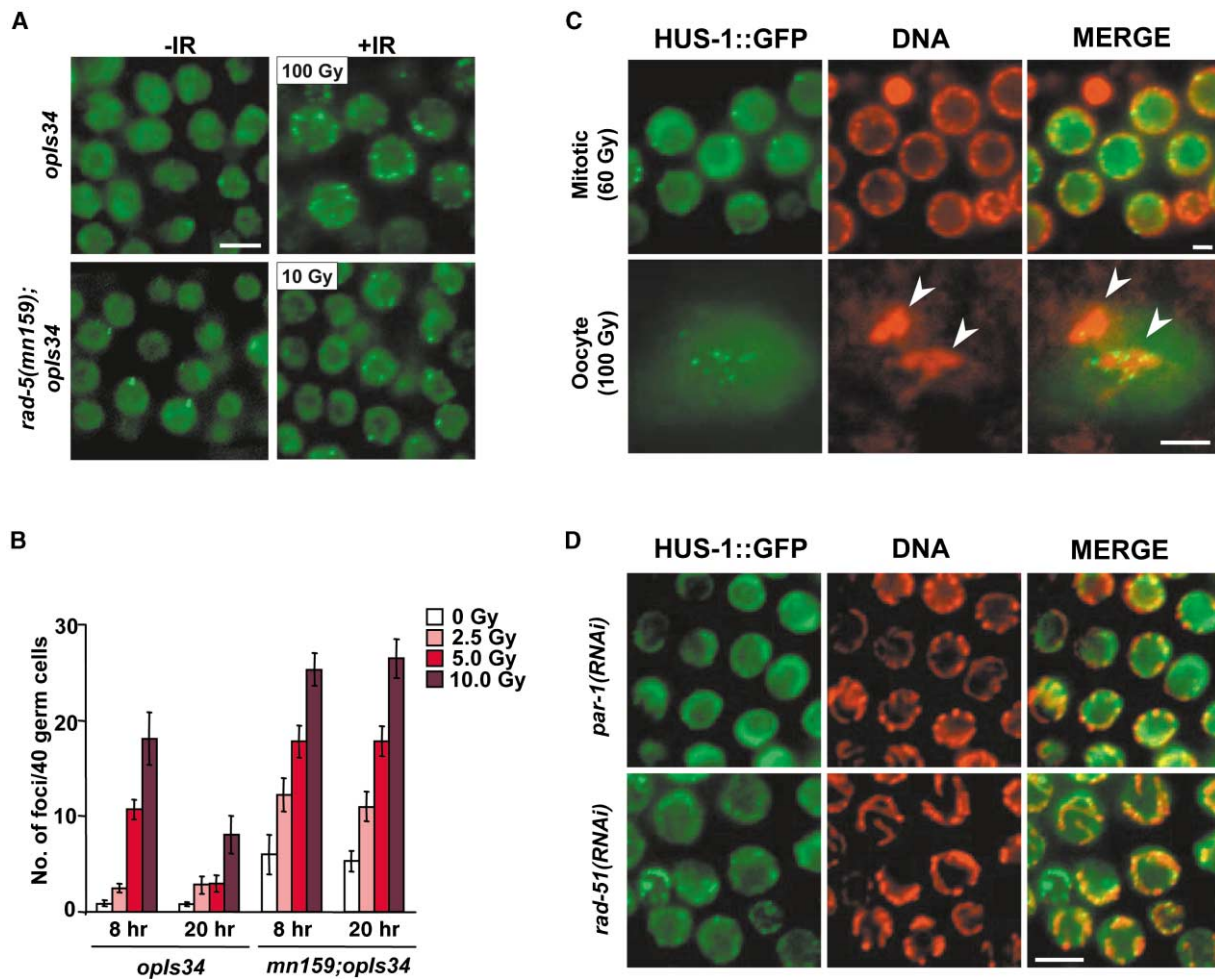 A
-IR
+IR
100 Gy
opIs34
10 Gy
rad-5(mn159);
opIs34
B
No. of foci/40 germ cells
30
20
10
0
0 Gy
2.5 Gy
5.0 Gy
10.0 Gy
8 hr
20 hr
8 hr
20 hr
opIs34
mn159;opIs34
C
HUS-1::GFP
DNA
MERGE
Mitotic
(60 Gy)
Oocyte
(100 Gy)
D
HUS-1::GFP
DNA
MERGE
par-1(RNAi)
rad-51(RNAi)